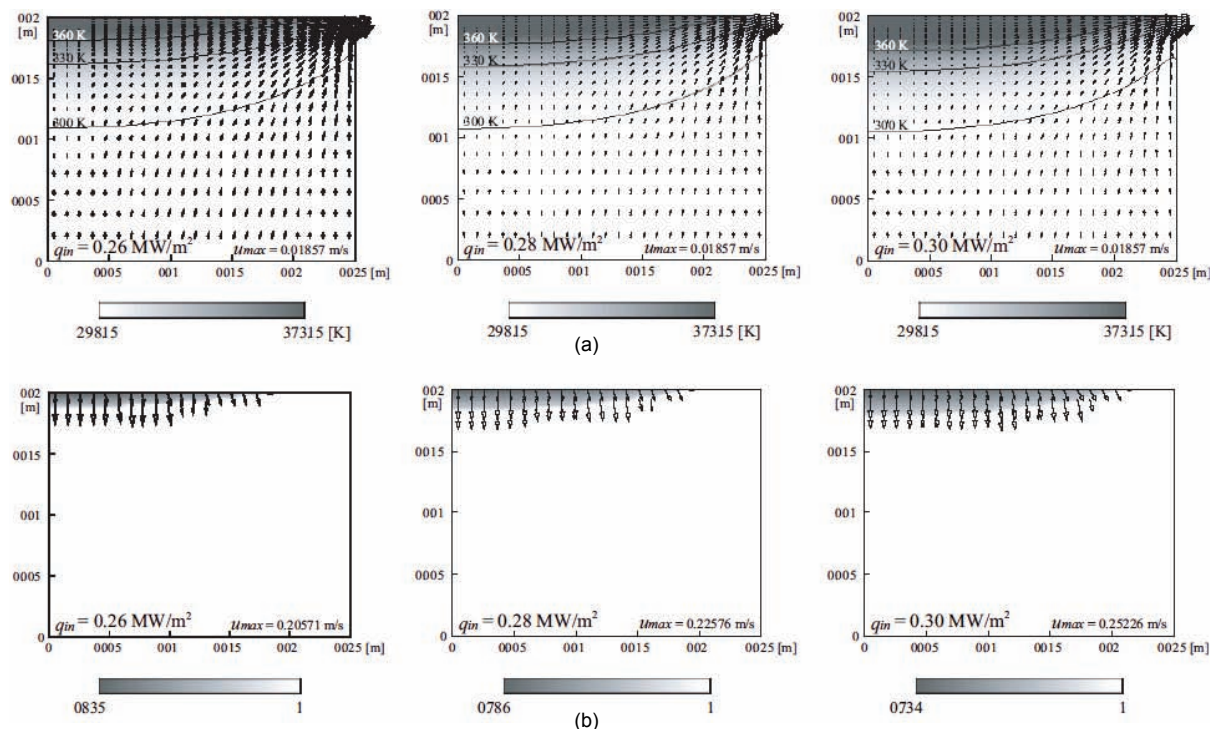 002
[m]
0015
001
0005
0
360 K
330 K
300 K
qin = 0.26 MW/m²
umax = 0.01857 m/s
0 0005 001 0015 002 0025 [m]
29815 37315 [K]
002
[m]
0015
001
0005
0
360 K
330 K
300 K
qin = 0.28 MW/m²
umax = 0.01857 m/s
0 0005 001 0015 002 0025 [m]
29815 37315 [K]
002
[m]
0015
001
0005
0
360 K
330 K
300 K
qin = 0.30 MW/m²
umax = 0.01857 m/s
0 0005 001 0015 002 0025 [m]
29815 37315 [K]
(a)
002
[m]
0015
001
0005
0
qin = 0.26 MW/m²
umax = 0.20571 m/s
0 0005 001 0015 002 0025 [m]
0835 1
002
[m]
0015
001
0005
0
qin = 0.28 MW/m²
umax = 0.22576 m/s
0 0005 001 0015 002 0025 [m]
0786 1
002
[m]
0015
001
0005
0
qin = 0.30 MW/m²
umax = 0.25226 m/s
0 0005 001 0015 002 0025 [m]
0734 1
(b)